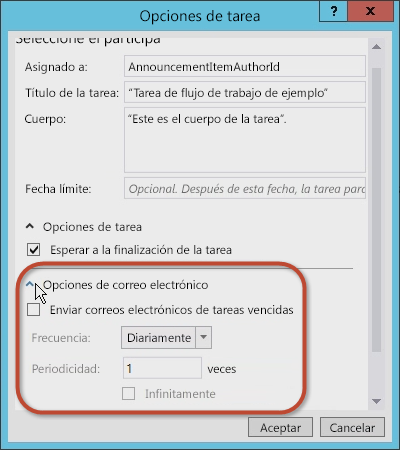 Opciones de tarea
? X
Seleccione el participa
Asignado a: AnnouncementItemAuthorId
Título de la tarea: “Tarea de flujo de trabajo de ejemplo”
Cuerpo: “Este es el cuerpo de la tarea”.
Fecha límite: Opcional. Después de esta fecha, la tarea parc
Opciones de tarea
Esperar a la finalización de la tarea
Opciones de correo electrónico
Enviar correos electrónicos de tareas vencidas
Frecuencia: Diariamente
Periodicidad: 1 veces
Infinitamente
Aceptar Cancelar